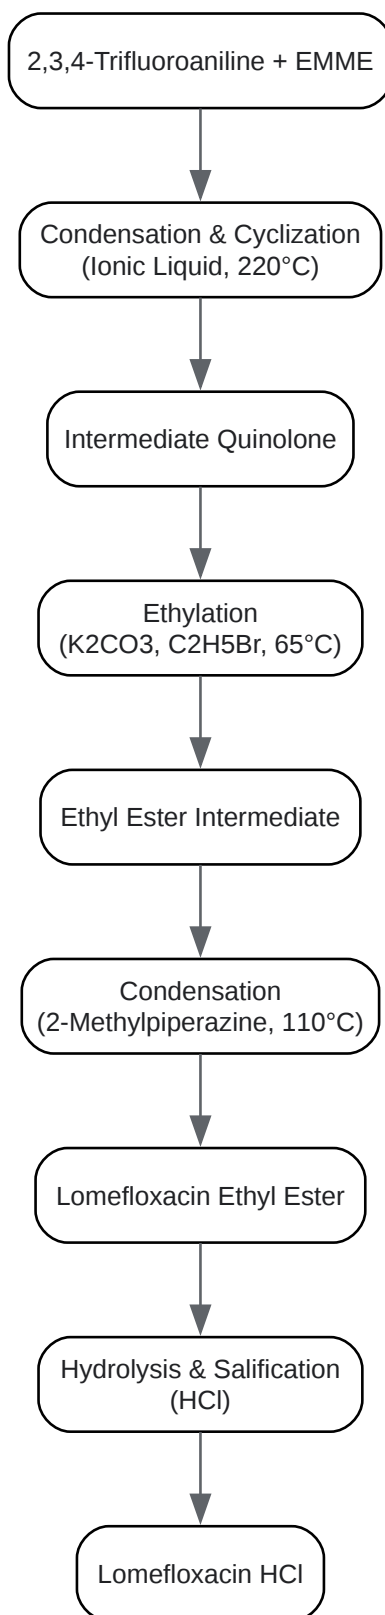 2,3,4-Trifluoroaniline + EMME
Condensation & Cyclization
(Ionic Liquid, 220°C)
Intermediate Quinolone
Ethylation
(K2CO3, C2H5Br, 65°C)
Ethyl Ester Intermediate
Condensation
(2-Methylpiperazine, 110°C)
Lomefloxacin Ethyl Ester
Hydrolysis & Salification
(HCl)
Lomefloxacin HCl